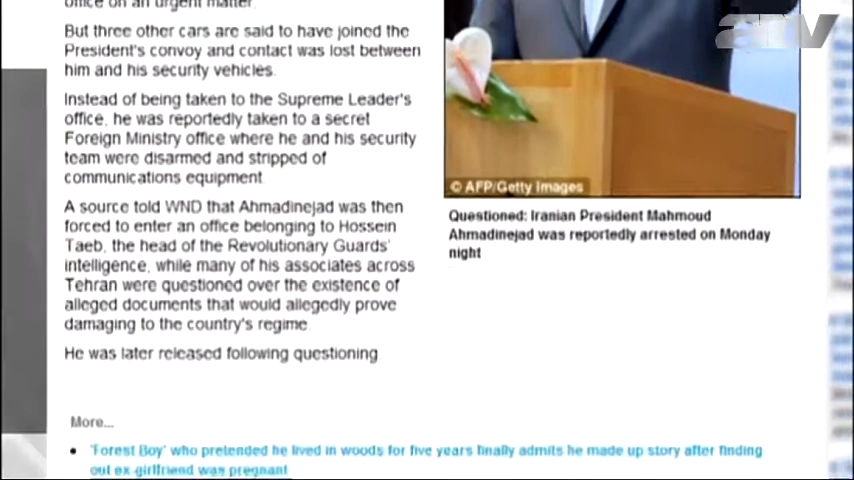 office on an urgent matter.
But three other cars are said to have joined the
President's convoy and contact was lost between
him and his security vehicles.
Instead of being taken to the Supreme Leader's
office, he was reportedly taken to a secret
Foreign Ministry office where he and his security
team were disarmed and stripped of
communications equipment.
A source told WND that Ahmadinejad was then
forced to enter an office belonging to Hossein
Taeb, the head of the Revolutionary Guards'
intelligence, while many of his associates across
Tehran were questioned over the existence of
alleged documents that would allegedly prove
damaging to the country's regime.
He was later released following questioning.
atv
© AFP/Getty Images
Questioned: Iranian President Mahmoud
Ahmadinejad was reportedly arrested on Monday
night
More...
'Forest Boy' who pretended he lived in woods for five years finally admits he made up story after finding
out ex-girlfriend was pregnant